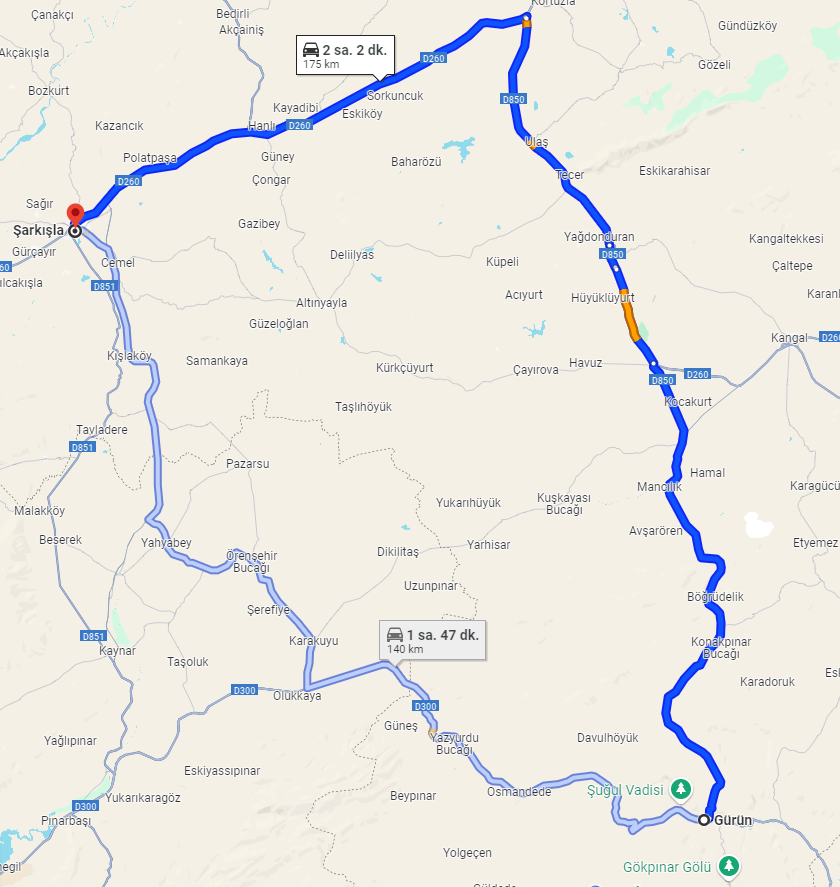 Kortuzla
Çanakçı
Bedirli
Akçainiş
Gündüzköy
2 sa. 2 dk.
175 km
Akçakışla
D260
Gözeli
Bozkurt
Sorkuncuk
D850
Kayadibi
Eskiköy
Kazancık
Hanlı
D260
Ulaş
Polatpaşa
Güney
Baharözü
Tecer
Eskikarahisar
D260
Çongar
Sağır
Gazibey
Şarkışla
Yağdonduran
Kangaltekkesi
Gürçayır
Deliilyas
D850
Cemel
Küpeli
Çaltepe
60
ılcakışla
D851
Acıyurt
Hüyüklüyurt
Karanl
Altınyayla
Güzeloğlan
Kangal
D26
Kışlaköy
Samankaya
Kürkçüyurt
Çayırova
Havuz
D260
D850
Kocakurt
Taşlıhöyük
Tavladere
D851
Pazarsu
Hamal
Mancılık
Karagücü
Yukarıhüyük
Kuşkayası
Bucağı
Malakköy
Avşarören
Beserek
Yahyabey
Yarhisar
Etyemez
Dikilitaş
Örenşehir
Bucağı
Uzunpınar
Böğrüdelik
Şerefiye
1 sa. 47 dk.
140 km
D851
Karakuyu
Konakpınar
Bucağı
Kaynar
Taşoluk
Karadoruk
Esl
D300
Olukkaya
D300
Güneş
Yazyurdu
Bucağı
Davulhöyük
Yağlıpınar
Eskiyassıpınar
Osmandede
Şuğul Vadisi
Beypınar
Yukarıkaragöz
D300
Pınarbaşı
Gürün
Yolgeçen
egil
Gökpınar Gölü